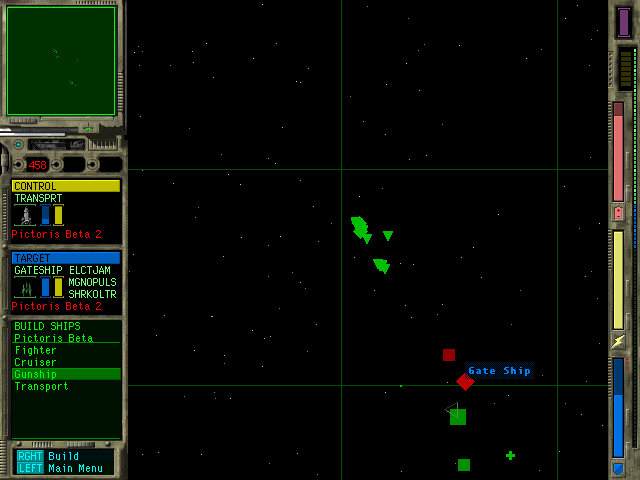 458
CONTROL
TRANSPRT
Pictoris Beta 2
TARGET
GATESHIP ELCTJAM
MGNOPULS
SHRKOLTR
Pictoris Beta 2
BUILD SHIPS
Pictoris Beta
Fighter
Cruiser
Gunship
Transport
RGHT Build
LEFT Main Menu
Gate Ship